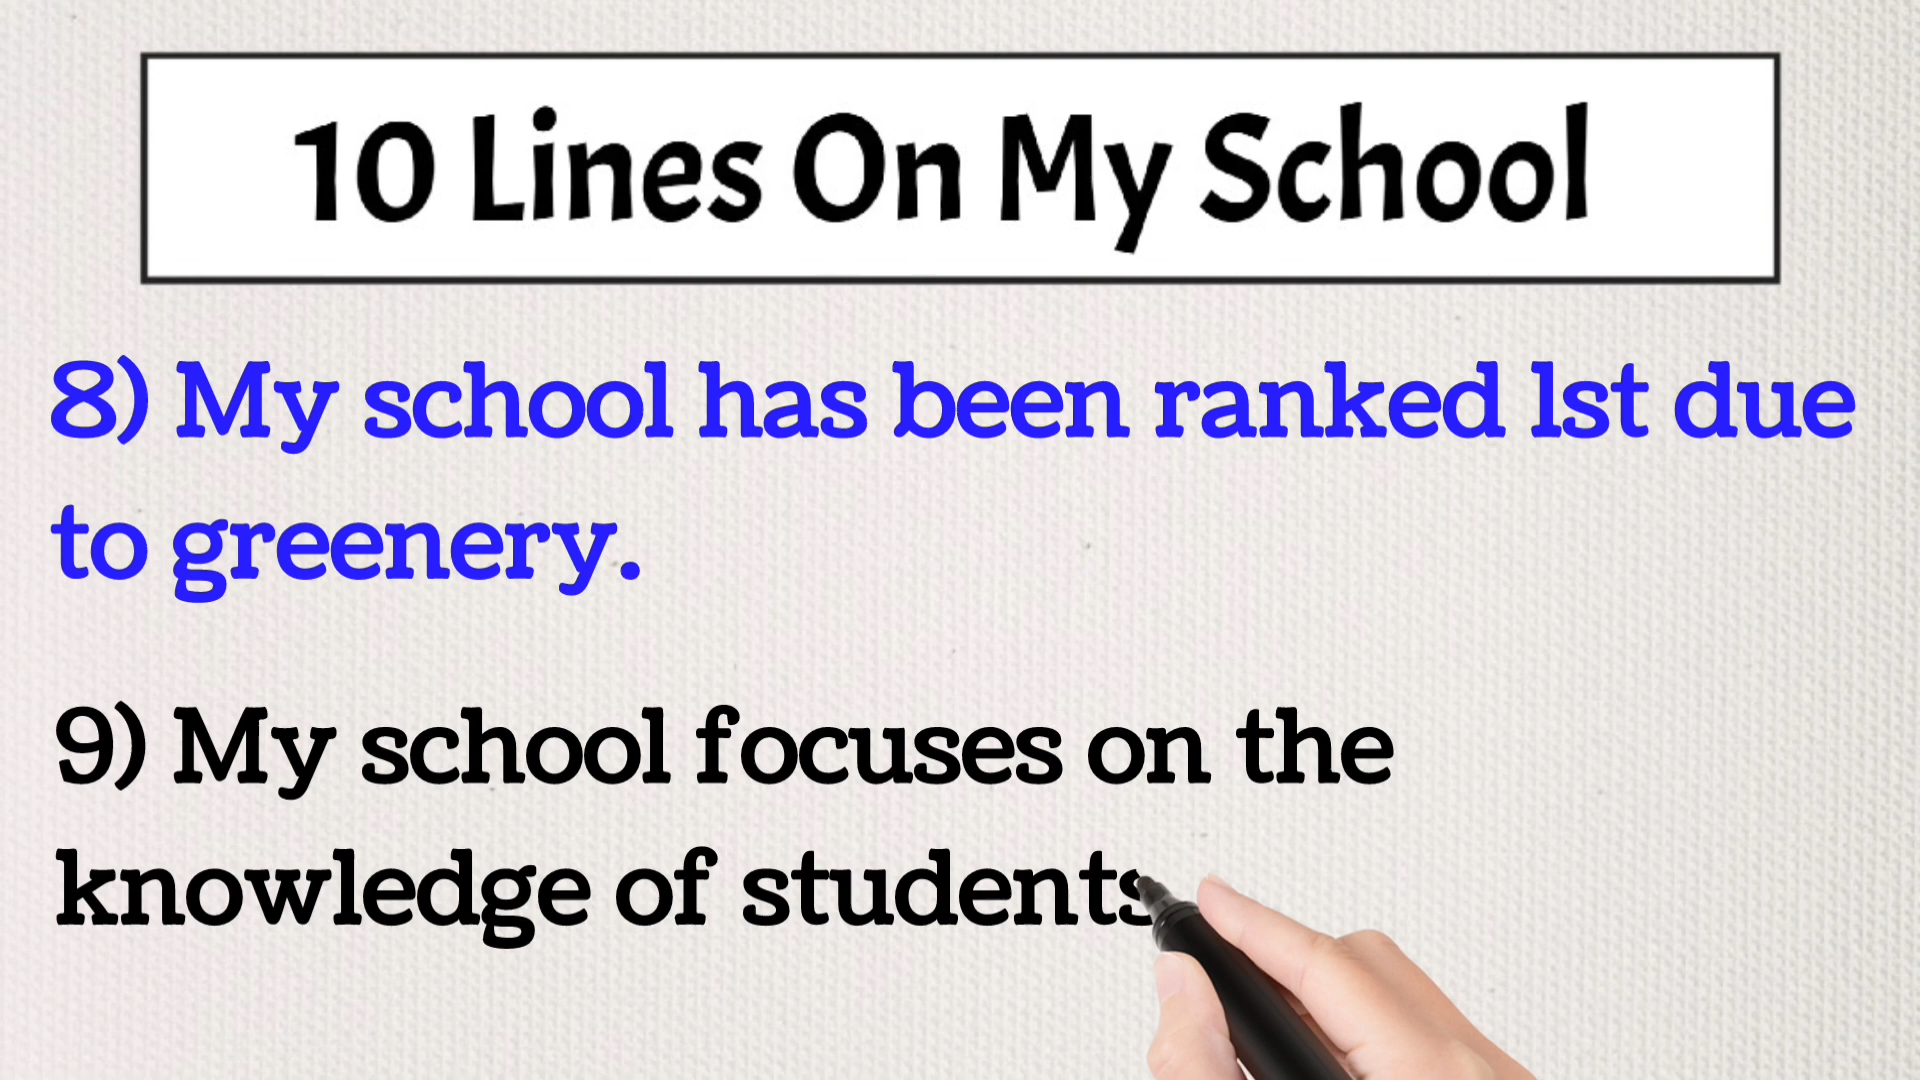 10 Lines On My School
8) My school has been ranked 1st due
to greenery.
9) My school focuses on the
knowledge of students